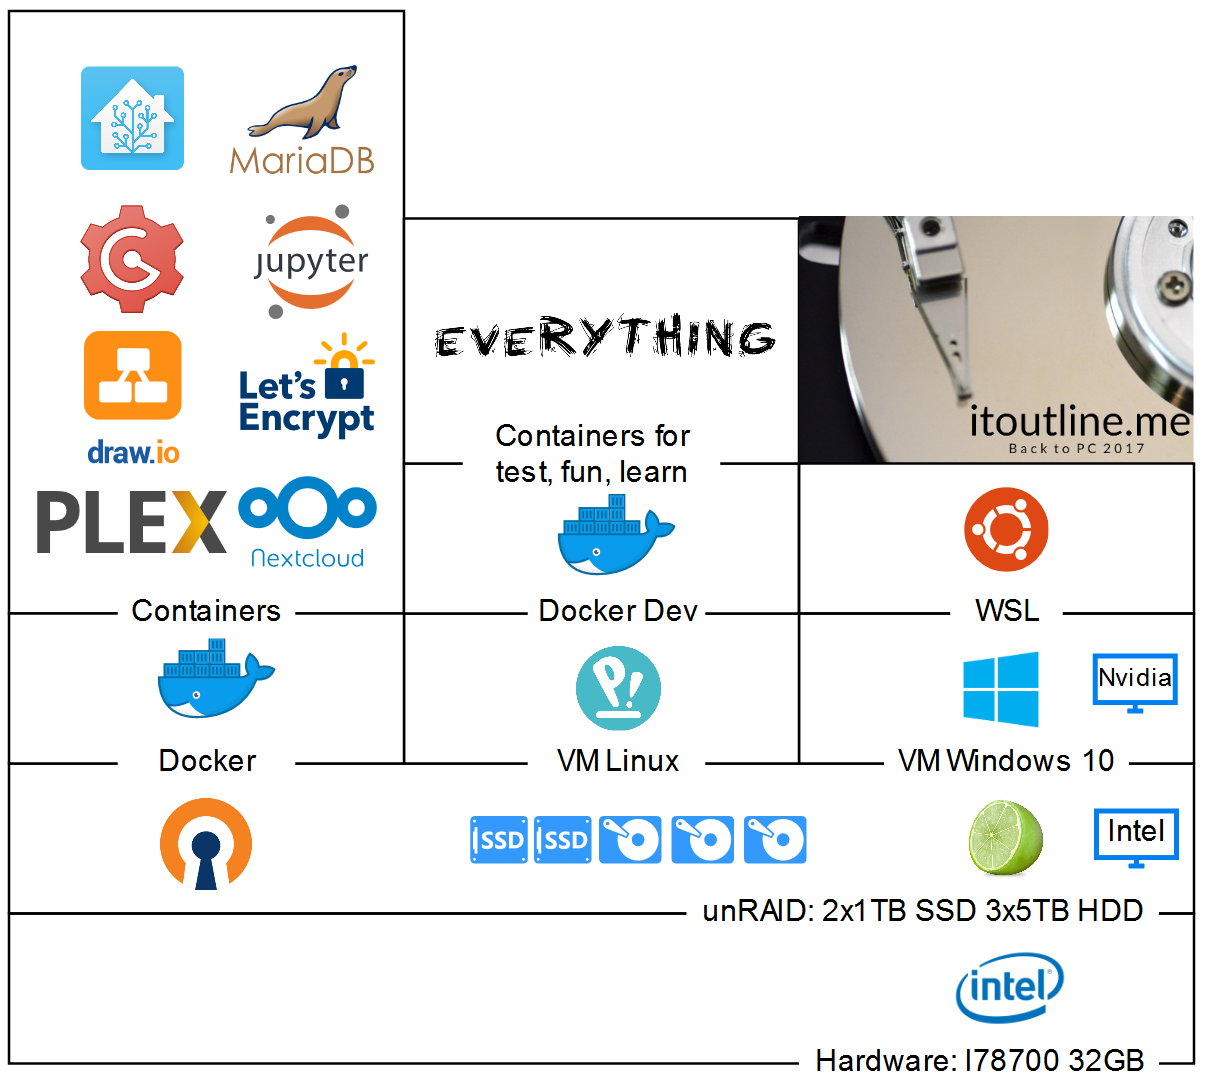 MariaDB
jupyter
Let's
Encrypt
draw.io
PLEX
Nextcloud
Containers
Docker
EVERYTHING
Containers for
test, fun, learn
Docker Dev
P!
VM Linux
itoutline.me
Back to PC 2017
WSL
Nvidia
VM Windows 10
SSD
SSD
Intel
unRAID: 2x1TB SSD 3x5TB HDD
intel
Hardware: I78700 32GB